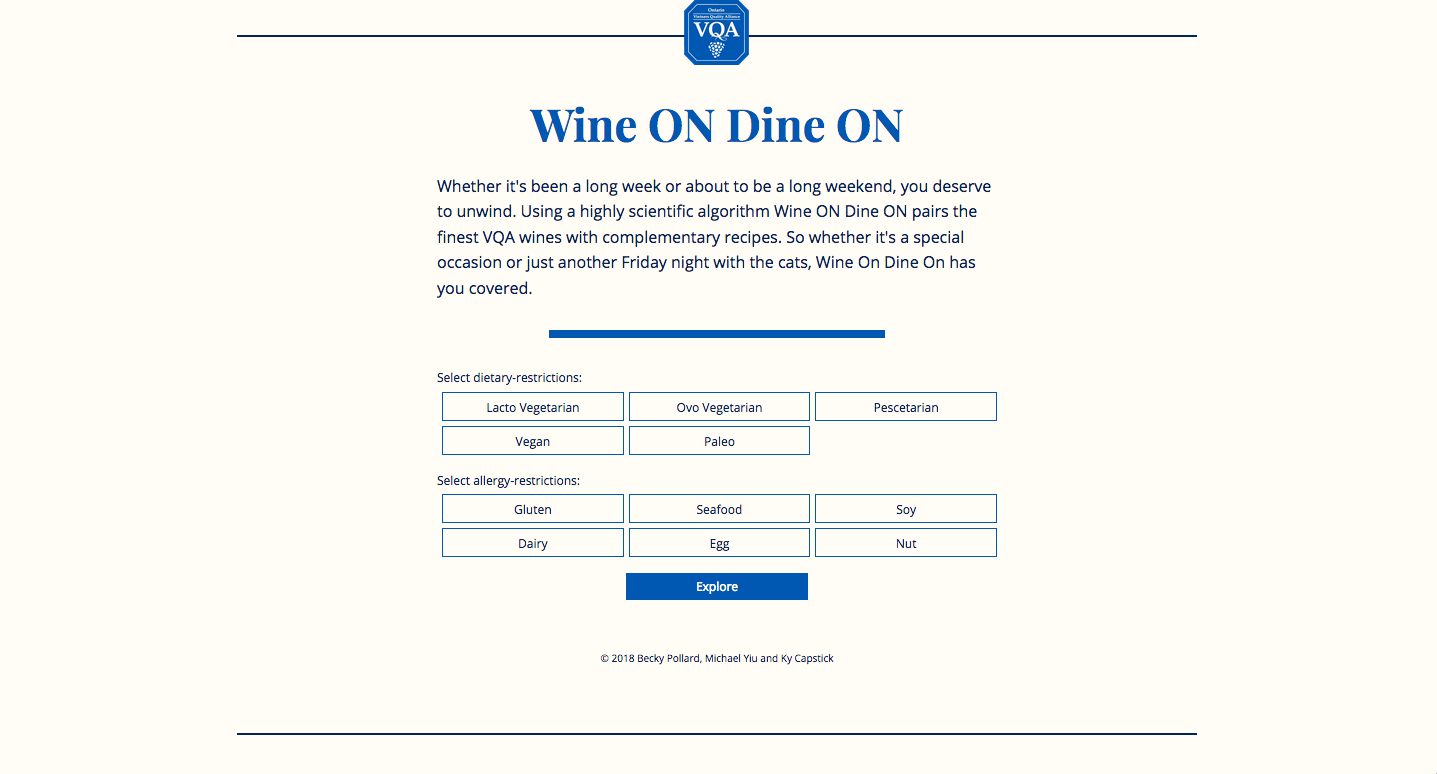 Ontario
Vintners Quality Alliance
VQA
Wine ON Dine ON
Whether it's been a long week or about to be a long weekend, you deserve
to unwind. Using a highly scientific algorithm Wine ON Dine ON pairs the
finest VQA wines with complementary recipes. So whether it's a special
occasion or just another Friday night with the cats, Wine On Dine On has
you covered.
Select dietary-restrictions:
Lacto Vegetarian Ovo Vegetarian Pescetarian
Vegan Paleo
Select allergy-restrictions:
Gluten Seafood Soy
Dairy Egg Nut
Explore
© 2018 Becky Pollard, Michael Yiu and Ky Capstick